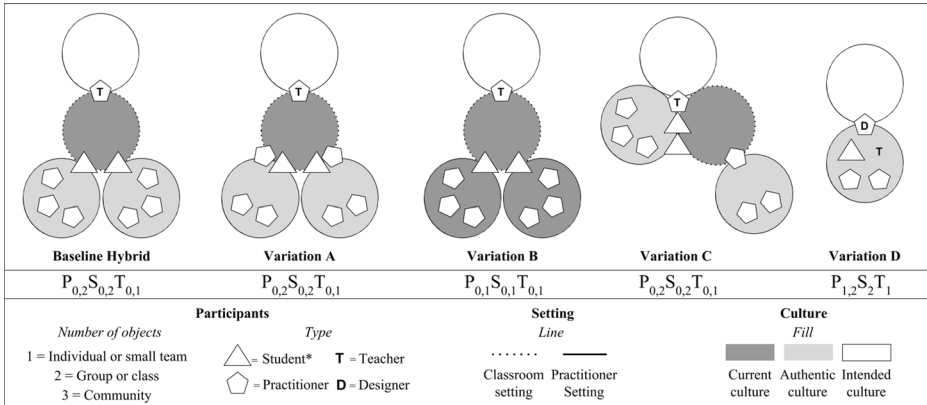 T
T
T
T
D
T
Baseline Hybrid
Variation A
Variation B
Variation C
Variation D
P0,2S0,2T0,1
P0,2S0,2T0,1
P0,1S0,1T0,1
P0,2S0,2T0,1
P1,2S2T1
Participants
Setting
Culture
Number of objects
Type
Line
Fill
1 = Individual or small team
2 = Group or class
3 = Community
= Student*
T = Teacher
= Practitioner
D = Designer
Classroom setting
Practitioner Setting
Current culture
Authentic culture
Intended culture